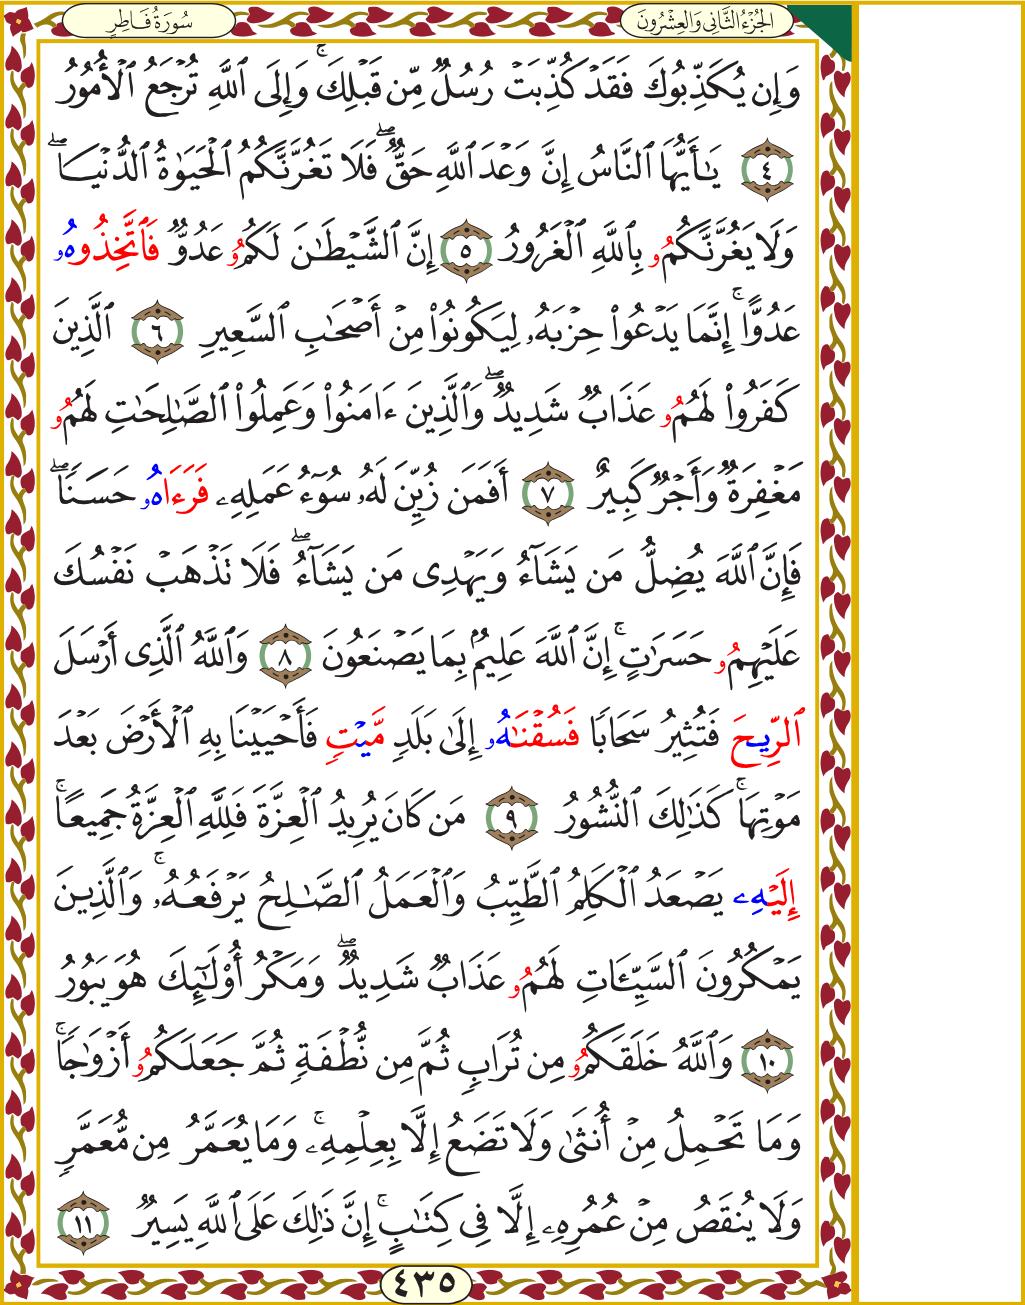 سُورَةُ فَاطِرٍ
الجُزْءُ الثَّانِي وَالعِشْرُونَ
وَإِن يُكَذِّبُوكَ فَقَدْ كُذِّبَتْ رُسُلٌ مِّن قَبْلِكَۚ وَإِلَى ٱللَّهِ تُرْجَعُ ٱلْأُمُورُ
٤ يَٰٓأَيُّهَا ٱلنَّاسُ إِنَّ وَعْدَ ٱللَّهِ حَقٌّۖ فَلَا تَغُرَّنَّكُمُ ٱلْحَيَوٰةُ ٱلدُّنْيَاۖ
وَلَا يَغُرَّنَّكُمُۥ بِٱللَّهِ ٱلْغَرُورُ ٥ إِنَّ ٱلشَّيْطَٰنَ لَكُمُۥ عَدُوٌّ فَٱتَّخِذُوهُۥ
عَدُوًّاۚ إِنَّمَا يَدْعُوا۟ حِزْبَهُۥ لِيَكُونُوا۟ مِنْ أَصْحَٰبِ ٱلسَّعِيرِ ٦ ٱلَّذِينَ
كَفَرُوا۟ لَهُمُۥ عَذَابٌ شَدِيدٌۖ وَٱلَّذِينَ ءَامَنُوا۟ وَعَمِلُوا۟ ٱلصَّٰلِحَٰتِ لَهُمُۥ
مَغْفِرَةٌ وَأَجْرٌ كَبِيرٌ ٧ أَفَمَن زُيِّنَ لَهُۥ سُوٓءُ عَمَلِهِۦ فَرَءَاهُۥ حَسَنًاۖ
فَإِنَّ ٱللَّهَ يُضِلُّ مَن يَشَآءُ وَيَهْدِى مَن يَشَآءُۖ فَلَا تَذْهَبْ نَفْسُكَ
عَلَيْهِمُۥ حَسَرَٰتٍۚ إِنَّ ٱللَّهَ عَلِيمٌۢ بِمَا يَصْنَعُونَ ٨ وَٱللَّهُ ٱلَّذِى أَرْسَلَ
ٱلرِّيحَ فَتُثِيرُ سَحَابًا فَسُقْنَٰهُۥ إِلَىٰ بَلَدٍ مَّيْتٍ فَأَحْيَيْنَا بِهِ ٱلْأَرْضَ بَعْدَ
مَوْتِهَاۚ كَذَٰلِكَ ٱلنُّشُورُ ٩ مَن كَانَ يُرِيدُ ٱلْعِزَّةَ فَلِلَّهِ ٱلْعِزَّةُ جَمِيعًاۚ
إِلَيْهِۦ يَصْعَدُ ٱلْكَلِمُ ٱلطَّيِّبُ وَٱلْعَمَلُ ٱلصَّٰلِحُ يَرْفَعُهُۥۚ وَٱلَّذِينَ
يَمْكُرُونَ ٱلسَّيِّـَٔاتِ لَهُمُۥ عَذَابٌ شَدِيدٌۖ وَمَكْرُ أُو۟لَٰٓئِكَ هُوَ يَبُورُ
١٠ وَٱللَّهُ خَلَقَكُمُۥ مِن تُرَابٍ ثُمَّ مِن نُّطْفَةٍ ثُمَّ جَعَلَكُمُۥ أَزْوَٰجًاۚ
وَمَا تَحْمِلُ مِنْ أُنثَىٰ وَلَا تَضَعُ إِلَّا بِعِلْمِهِۦۚ وَمَا يُعَمَّرُ مِن مُّعَمَّرٍ
وَلَا يُنقَصُ مِنْ عُمُرِهِۦ إِلَّا فِى كِتَٰبٍۚ إِنَّ ذَٰلِكَ عَلَى ٱللَّهِ يَسِيرٌ ١١
٤٣٥